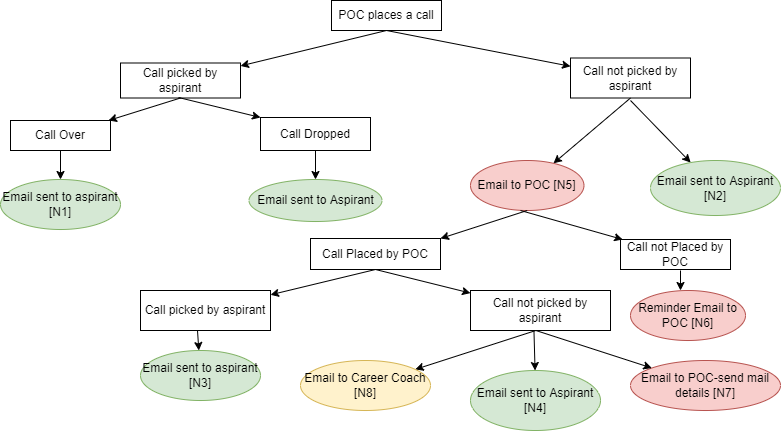 POC places a call
Call picked by
aspirant
Call not picked by
aspirant
Call Over
Call Dropped
Email sent to aspirant
[N1]
Email sent to Aspirant
Email to POC [N5]
Email sent to Aspirant
[N2]
Call Placed by POC
Call not Placed by
POC
Call picked by aspirant
Call not picked by
aspirant
Reminder Email to
POC [N6]
Email sent to aspirant
[N3]
Email to Career Coach
[N8]
Email sent to Aspirant
[N4]
Email to POC-send mail
details [N7]